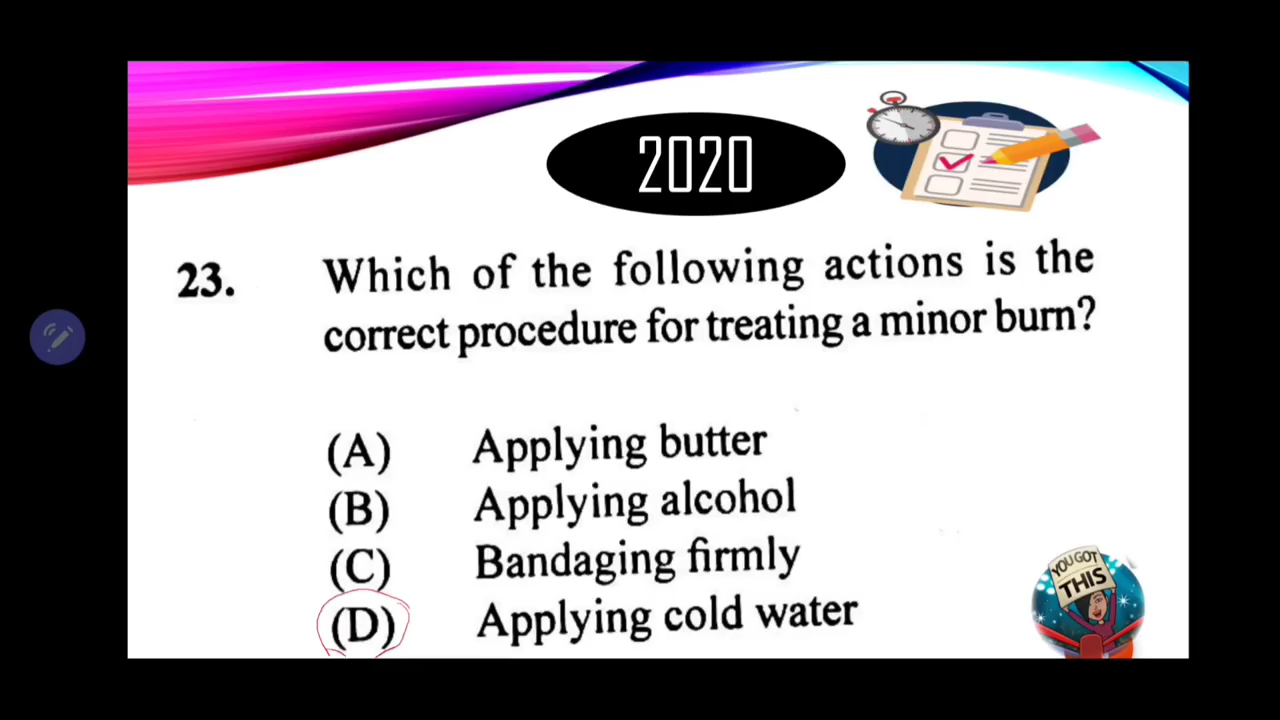 2020
23. Which of the following actions is the
correct procedure for treating a minor burn?
(A) Applying butter
(B) Applying alcohol
(C) Bandaging firmly
(D) Applying cold water
YOU GOT
THIS